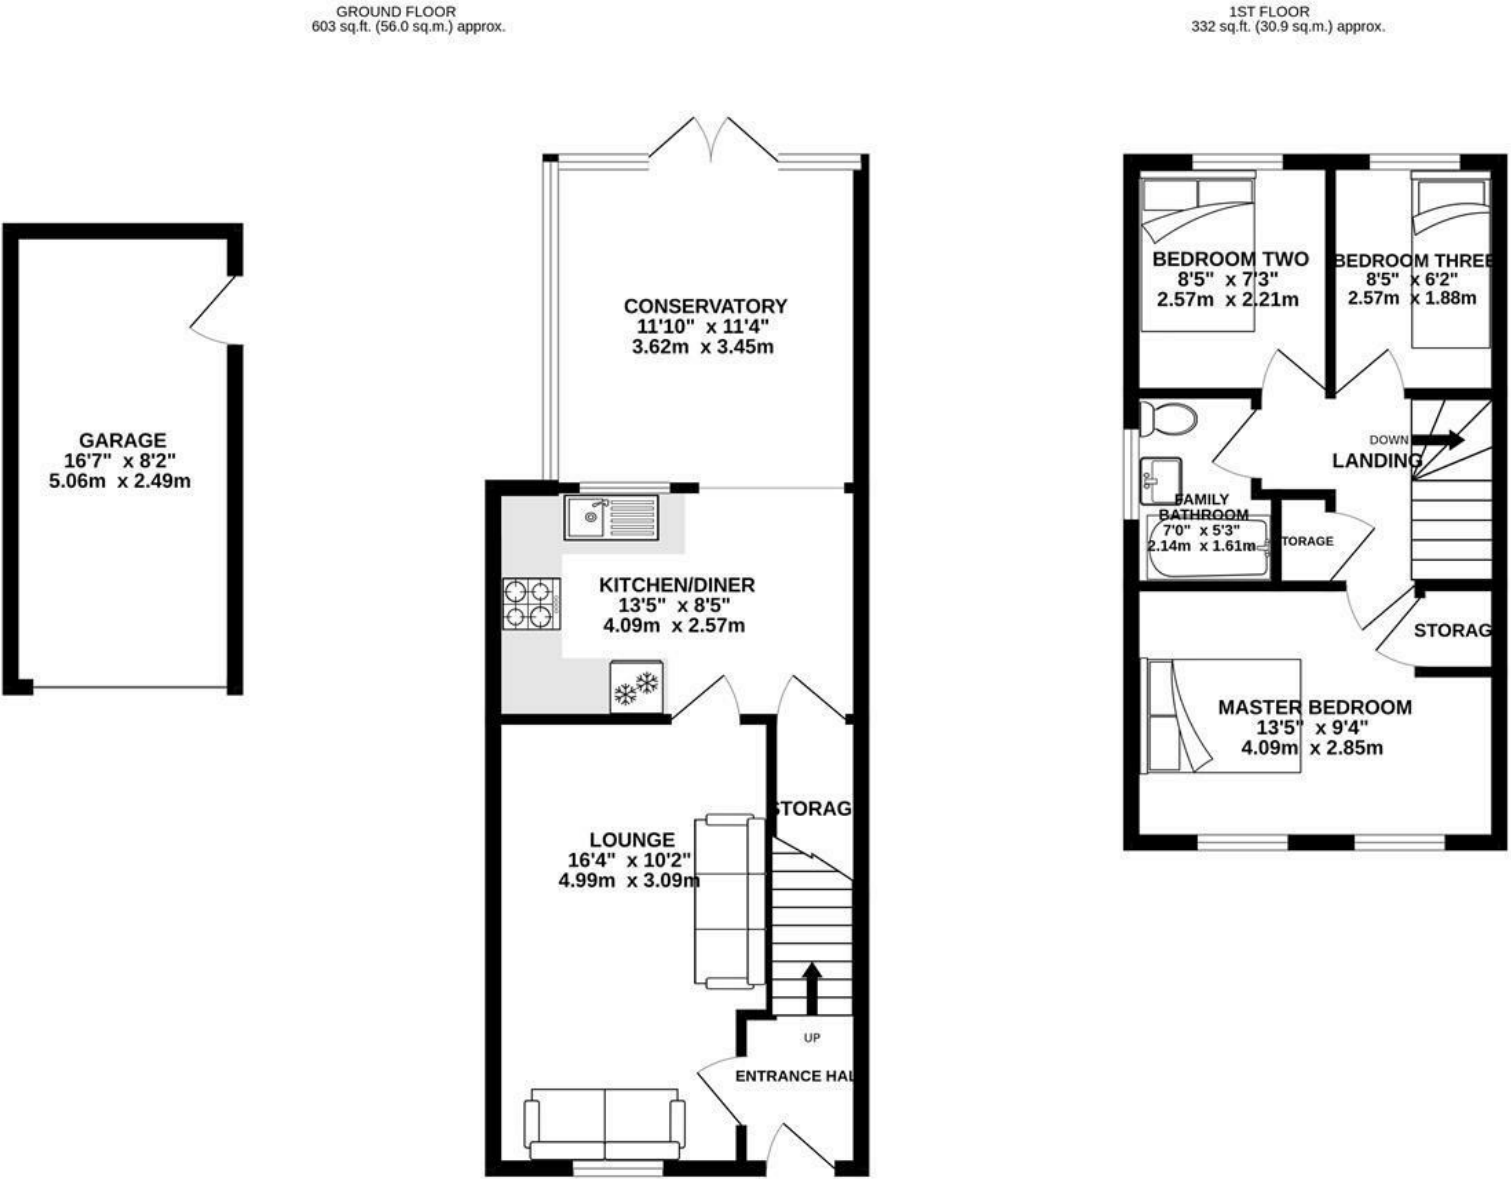 GROUND FLOOR
603 sq.ft. (56.0 sq.m.) approx.
1ST FLOOR
332 sq.ft. (30.9 sq.m.) approx.
GARAGE
16'7" x 8'2"
5.06m x 2.49m
CONSERVATORY
11'10" x 11'4"
3.62m x 3.45m
KITCHEN/DINER
13'5" x 8'5"
4.09m x 2.57m
LOUNGE
16'4" x 10'2"
4.99m x 3.09m
STORAG
UP
ENTRANCE HAL
BEDROOM TWO
8'5" x 7'3"
2.57m x 2.21m
BEDROOM THREE
8'5" x 6'2"
2.57m x 1.88m
DOWN
LANDING
FAMILY
BATHROOM
7'0" x 5'3"
2.14m x 1.61m
TORAGE
STORAG
MASTER BEDROOM
13'5" x 9'4"
4.09m x 2.85m